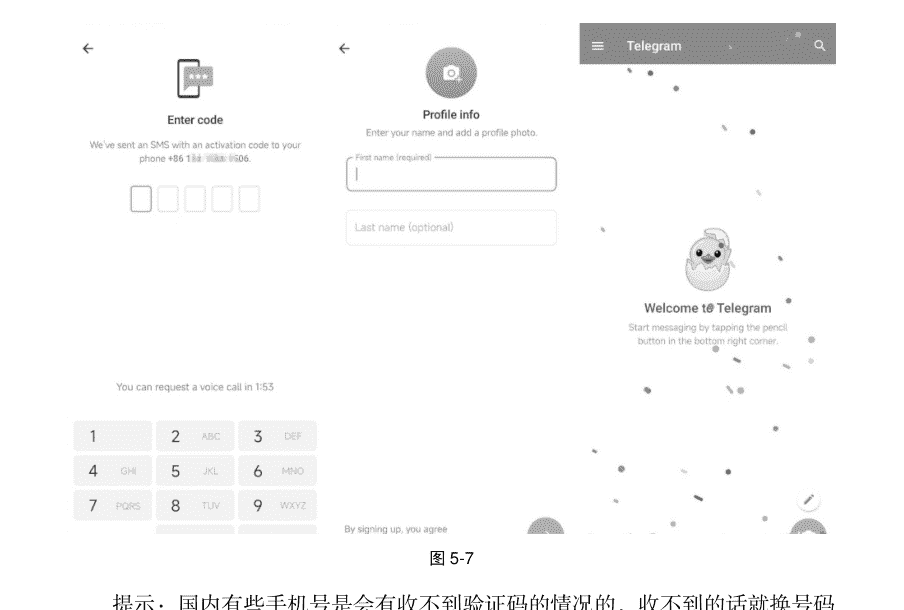 Enter code
We've sent an SMS with an activation code to your
phone +86 1
Profile info
Enter your name and add a profile photo.
First name (required)
Last name (optional)
Telegram
Welcome to Telegram
Start messaging by tapping the pencil
button in the bottom right corner.
You can request a voice call in 1:53
1
2 ABC
3 DEF
4 GHI
5 JKL
6 MNO
7 PQRS
8 TUV
9 WXYZ
By signing up, you agree
图 5-7
提示：国内有些手机号是会有收不到验证码的情况的，收不到的话就换号码